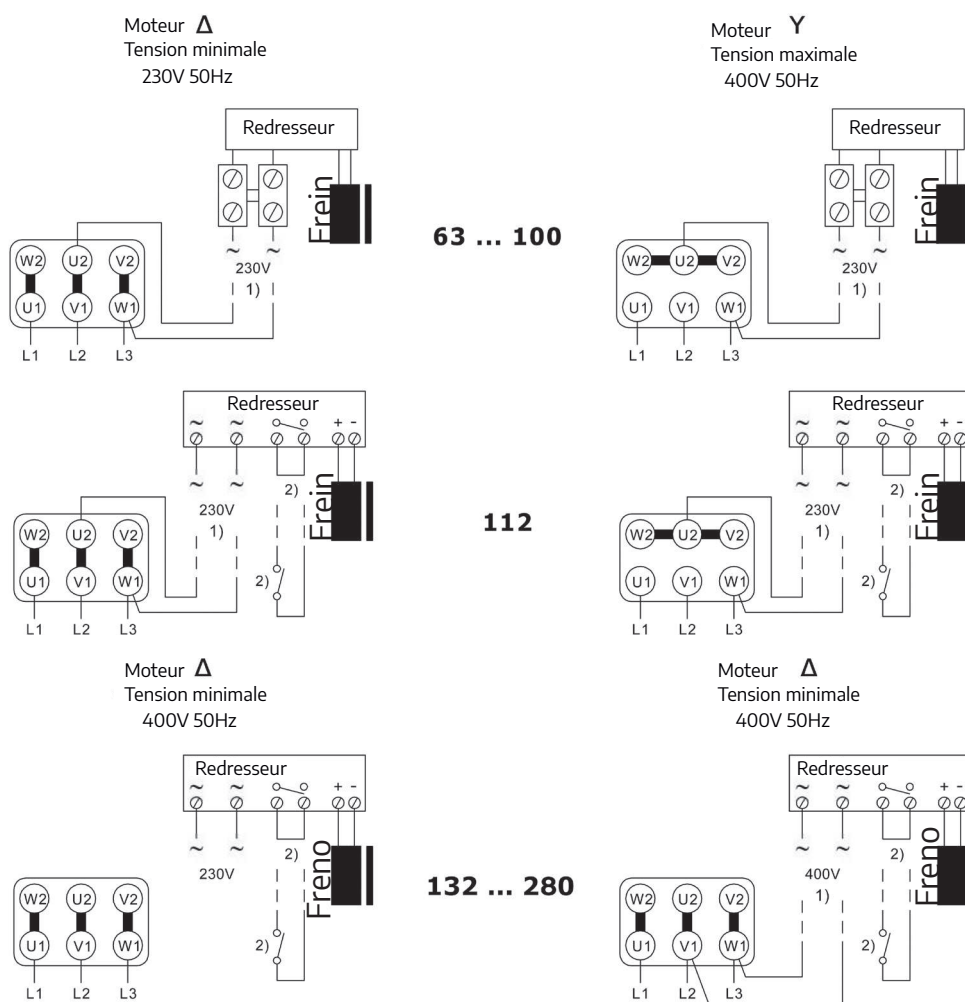 Moteur Δ
Tension minimale
230V 50Hz
Moteur Y
Tension maximale
400V 50Hz
Redresseur
Frein
~ ~
230V
1)
W2 U2 V2
U1 V1 W1
L1 L2 L3
63 ... 100
Redresseur
Frein
~ ~
230V
1)
W2 U2 V2
U1 V1 W1
L1 L2 L3
Redresseur
~ ~ + -
Frein
~ ~
230V
1)
2)
2)
W2 U2 V2
U1 V1 W1
L1 L2 L3
112
Redresseur
~ ~ + -
Frein
~ ~
230V
1)
2)
2)
W2 U2 V2
U1 V1 W1
L1 L2 L3
Moteur Δ
Tension minimale
400V 50Hz
Moteur Δ
Tension minimale
400V 50Hz
Redresseur
~ ~ + -
Freno
~ ~
230V
2)
2)
W2 U2 V2
U1 V1 W1
L1 L2 L3
132 ... 280
Redresseur
~ ~ + -
Freno
~ ~
400V
1)
2)
2)
W2 U2 V2
U1 V1 W1
L1 L2 L3